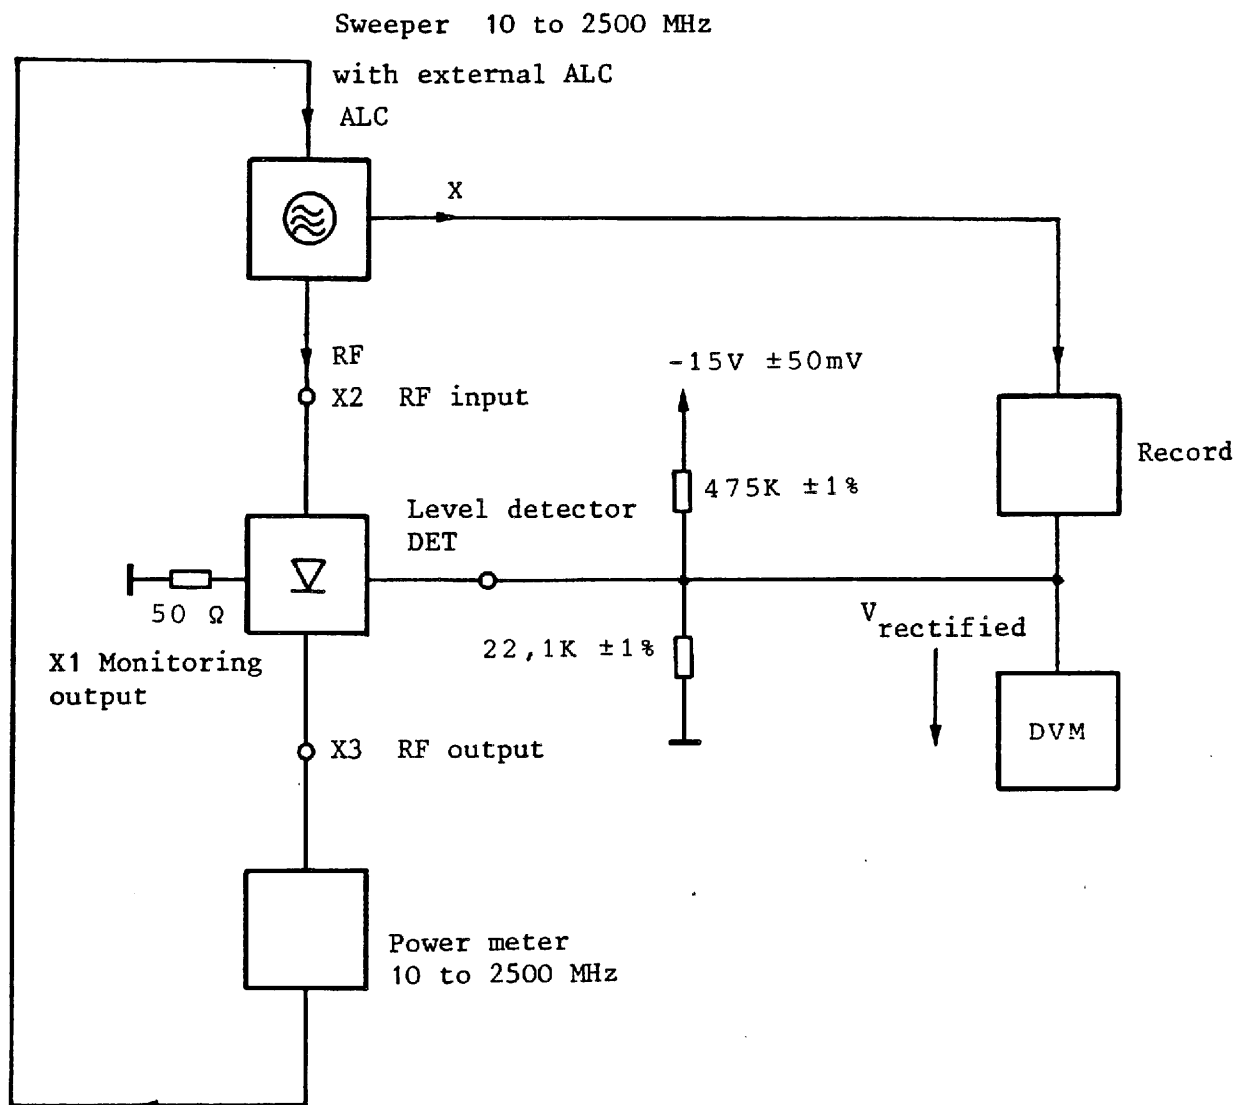 Sweeper 10 to 2500 MHz
with external ALC
ALC
X
RF
X2 RF input
-15V ±50mV
475K ±1%
Record
Level detector
DET
50 Ω
X1 Monitoring
output
22,1K ±1%
V rectified
DVM
X3 RF output
Power meter
10 to 2500 MHz